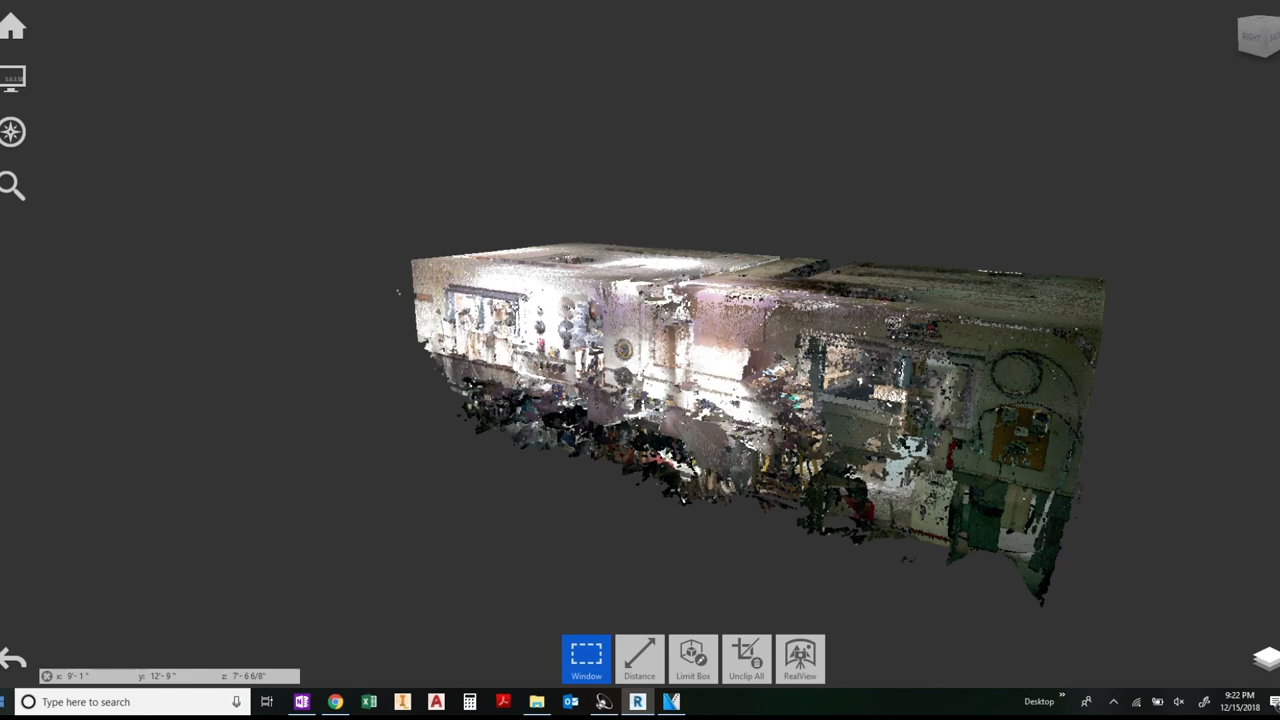 RIGHT
x: 9'- 1 "
y: 12'- 9 "
z: 7'- 6 6/8"
Window
Distance
Limit Box
Unclip All
RealView
Type here to search
Desktop
9:22 PM
12/15/2018